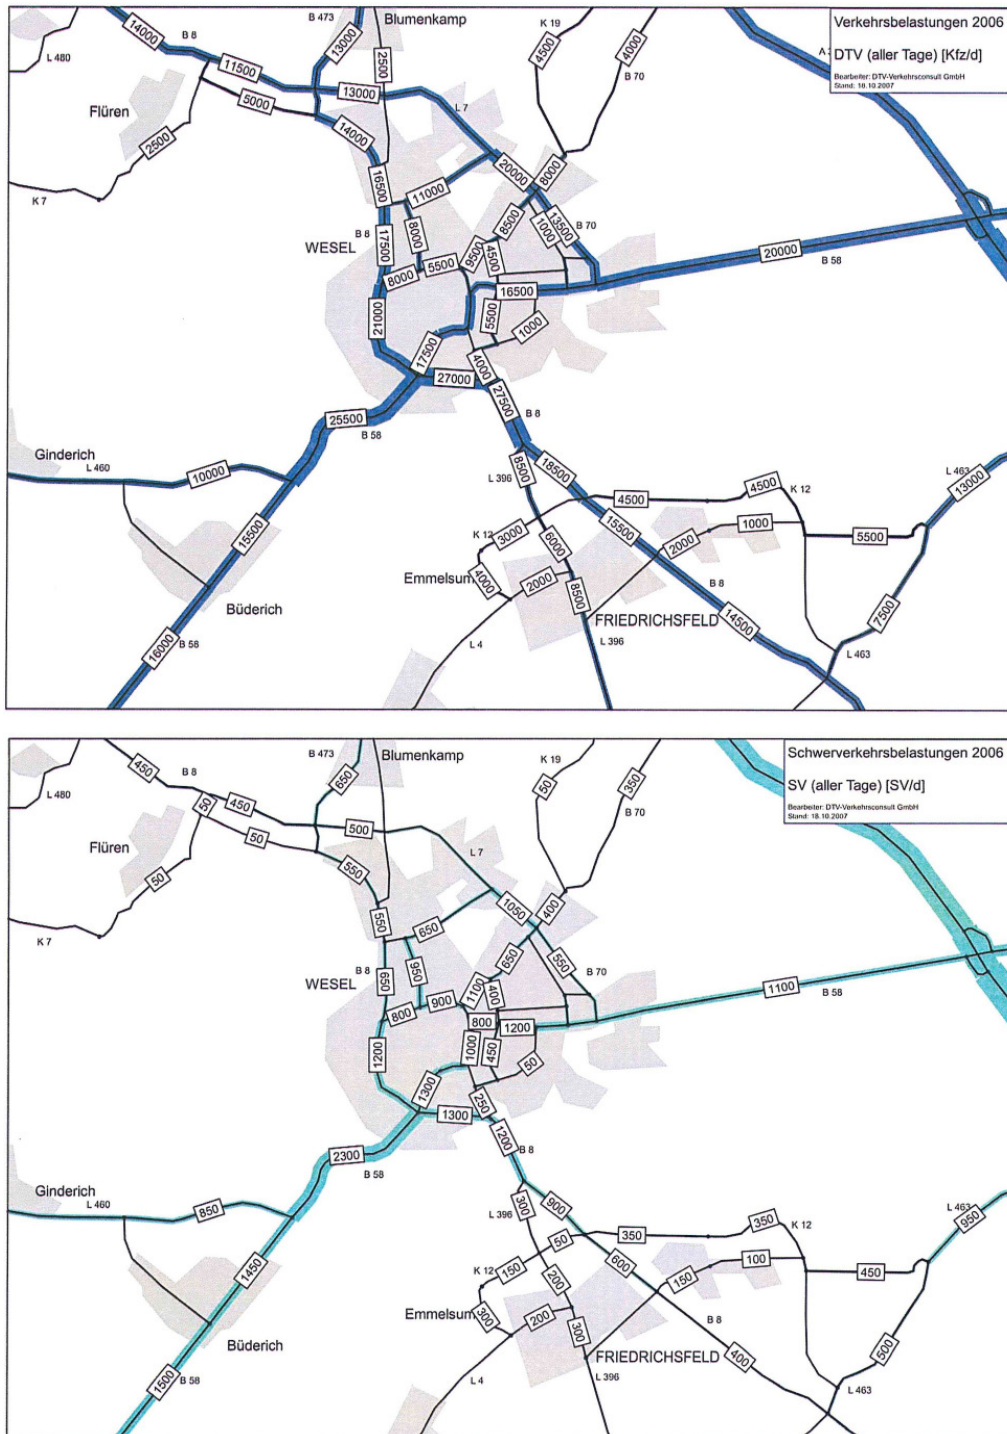 Verkehrsbelastungen 2006
DTV (aller Tage) [Kfz/d]
Bearbeiter: DTV-Verkehrsconsult GmbH
Stand: 18.10.2007
A 3
14000
B 8
B 473
Blumenkamp
K 19
L 480
11500
13000
2500
4500
4000
B 70
5000
13000
L 7
Flüren
14000
2500
20000
8000
K 7
16500
11000
8500
1000
13500
B 70
WESEL
B 8
17500
8000
9500
4500
20000
B 58
8000
5500
16500
21000
5500
1000
17500
4000
27000
27500
B 8
25500
B 58
Ginderich
L 460
10000
8500
L 396
18500
4500
4500
K 12
L 463
13000
15500
K 12
3000
6000
15500
2000
1000
5500
Emmelsum
4000
2000
8500
B 8
7500
Büderich
FRIEDRICHSFELD
14500
16000
B 58
L 4
L 396
L 463
Schwerverkehrsbelastungen 2006
SV (aller Tage) [SV/d]
Bearbeiter: DTV-Verkehrsconsult GmbH
Stand: 18.10.2007
450
B 8
B 473
Blumenkamp
K 19
L 480
650
50
350
B 70
50
450
500
50
L 7
Flüren
550
50
1050
400
K 7
550
650
650
550
B 70
WESEL
B 8
650
950
1100
400
1100
B 58
800
900
800
1200
1200
1000
450
50
1300
250
1300
1200
B 8
2300
B 58
Ginderich
L 460
850
300
L 396
900
50
350
350
K 12
L 463
950
1450
K 12
150
200
600
150
100
450
Emmelsum
300
200
300
B 8
500
Büderich
FRIEDRICHSFELD
400
1500
B 58
L 4
L 396
L 463